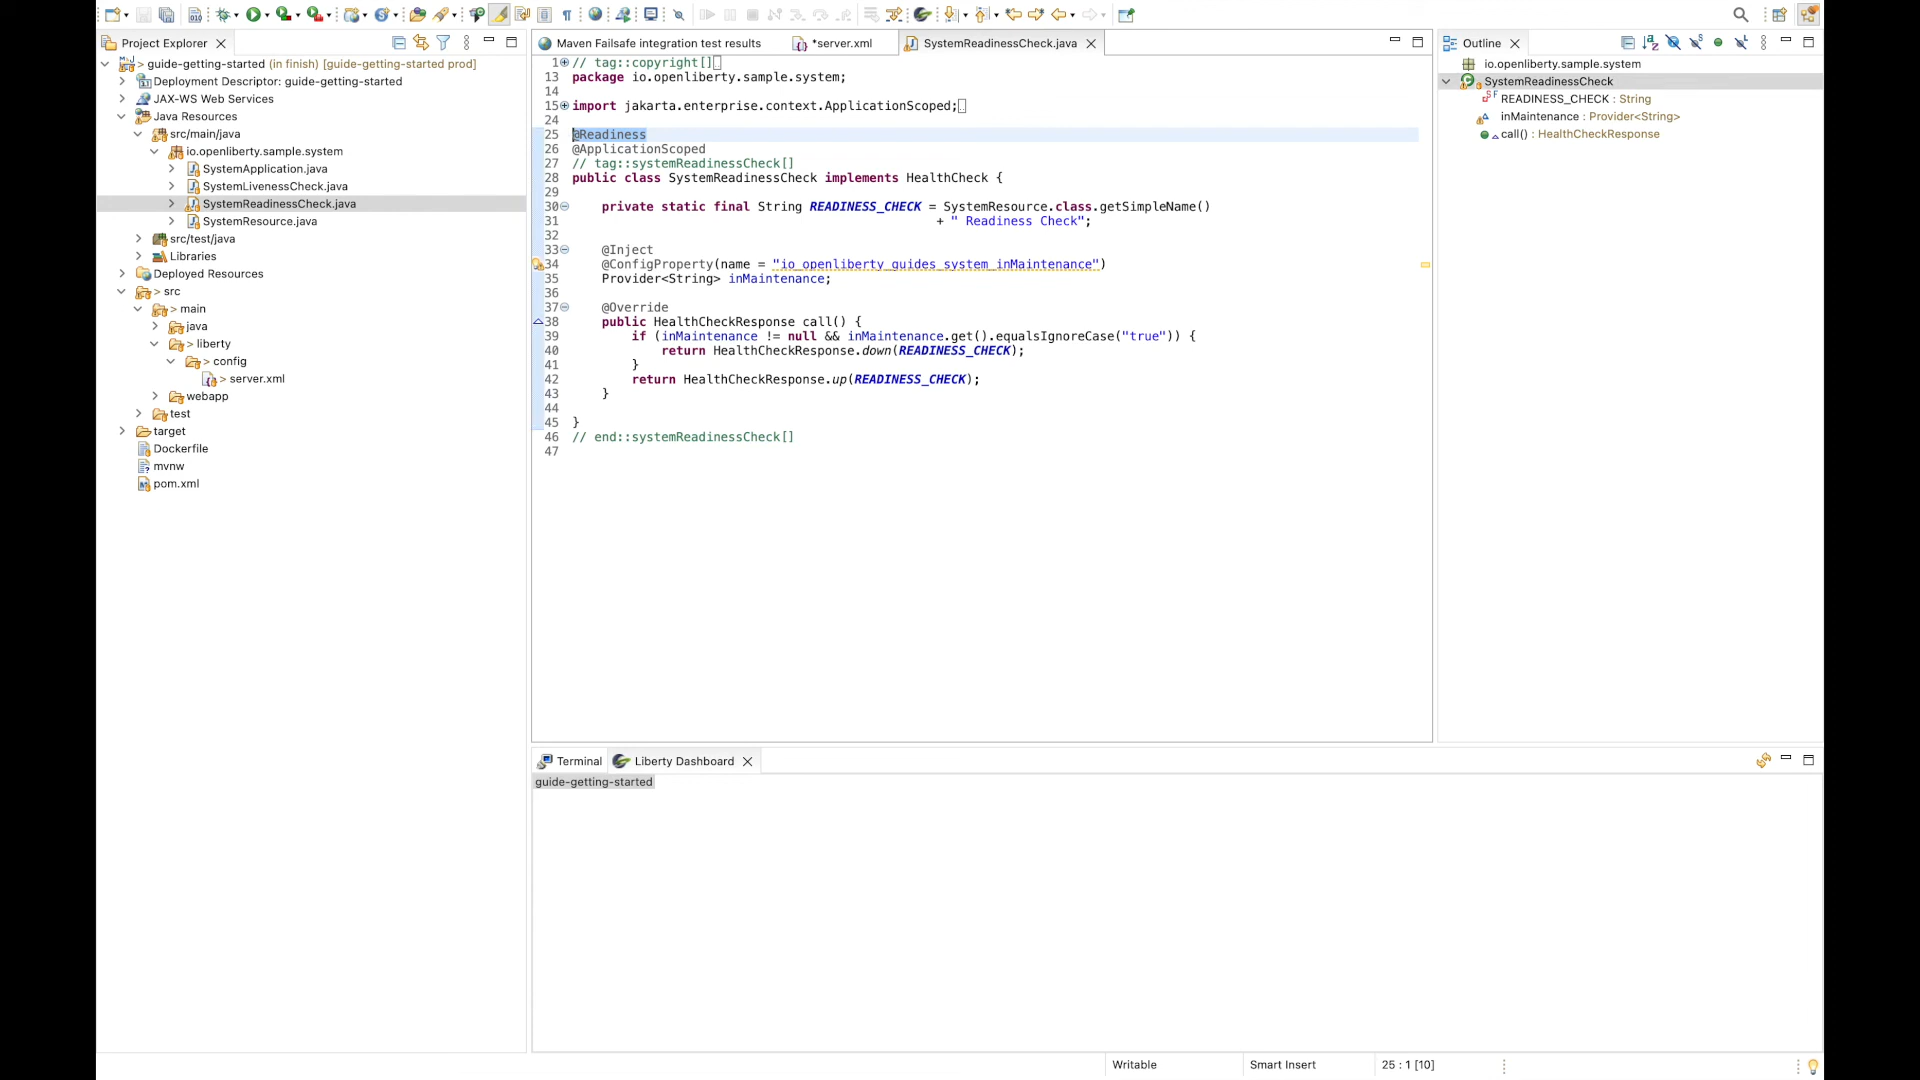 Project Explorer
> guide-getting-started (in finish) [guide-getting-started prod]
Deployment Descriptor: guide-getting-started
JAX-WS Web Services
Java Resources
src/main/java
io.openliberty.sample.system
SystemApplication.java
SystemLivenessCheck.java
SystemReadinessCheck.java
SystemResource.java
src/test/java
Libraries
Deployed Resources
> src
> main
> java
> liberty
> config
> server.xml
webapp
test
target
Dockerfile
mvnw
pom.xml
Maven Failsafe integration test results
*server.xml
SystemReadinessCheck.java
1 // tag::copyright[]
13 package io.openliberty.sample.system;
14
15 import jakarta.enterprise.context.ApplicationScoped;
24
25 @Readiness
26 @ApplicationScoped
27 // tag::systemReadinessCheck[]
28 public class SystemReadinessCheck implements HealthCheck {
29
30 private static final String READINESS_CHECK = SystemResource.class.getSimpleName()
31 + " Readiness Check";
32
33 @Inject
34 @ConfigProperty(name = "io_openliberty_guides_system_inMaintenance")
35 Provider<String> inMaintenance;
36
37 @Override
38 public HealthCheckResponse call() {
39 if (inMaintenance != null && inMaintenance.get().equalsIgnoreCase("true")) {
40 return HealthCheckResponse.down(READINESS_CHECK);
41 }
42 return HealthCheckResponse.up(READINESS_CHECK);
43 }
44
45 }
46 // end::systemReadinessCheck[]
47
Outline
io.openliberty.sample.system
SystemReadinessCheck
READINESS_CHECK : String
inMaintenance : Provider<String>
call() : HealthCheckResponse
Terminal
Liberty Dashboard
guide-getting-started
Writable
Smart Insert
25 : 1 [10]